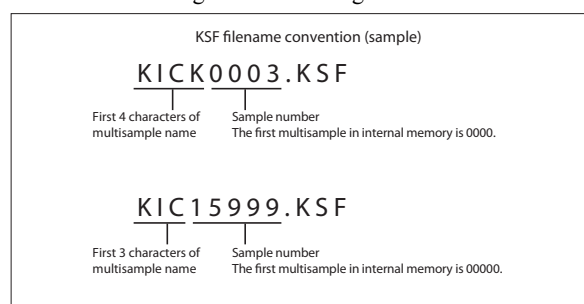 KSF filename convention (sample)
KICK0003.KSF
First 4 characters of Sample number
multisample name The first multisample in internal memory is 0000.
KIC15999.KSF
First 3 characters of Sample number
multisample name The first multisample in internal memory is 00000.